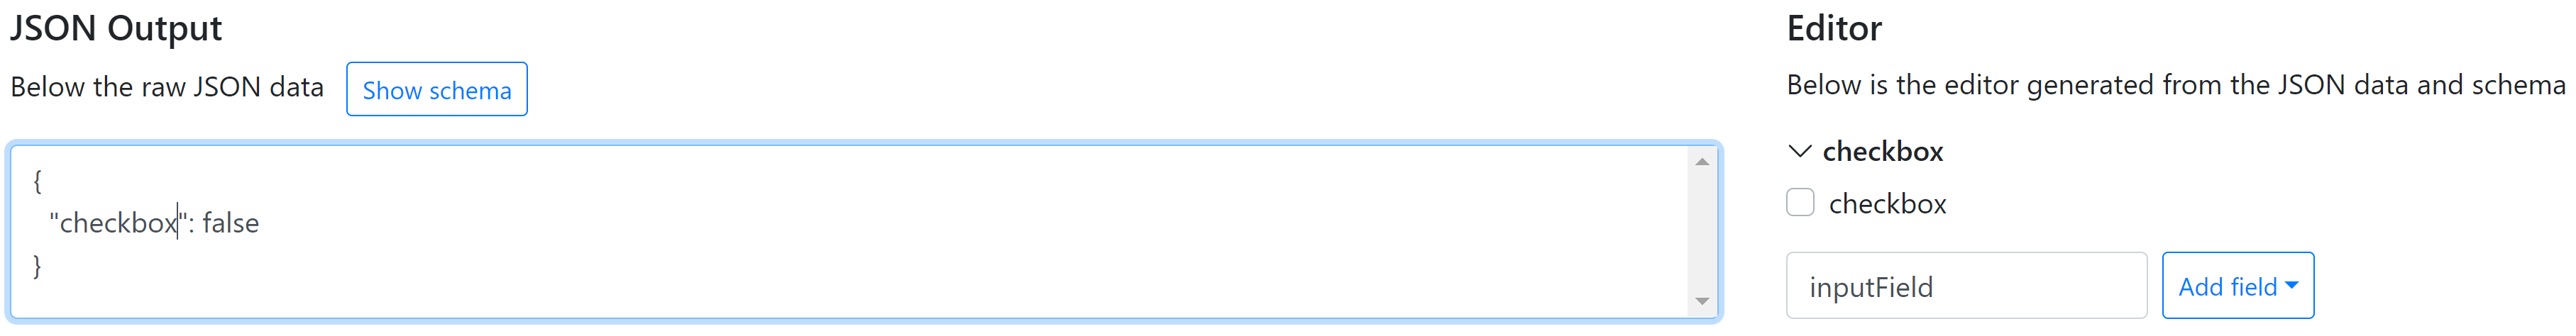 JSON Output
Below the raw JSON data
Show schema
{
"checkbox": false
}
Editor
Below is the editor generated from the JSON data and schema
checkbox
checkbox
inputField
Add field